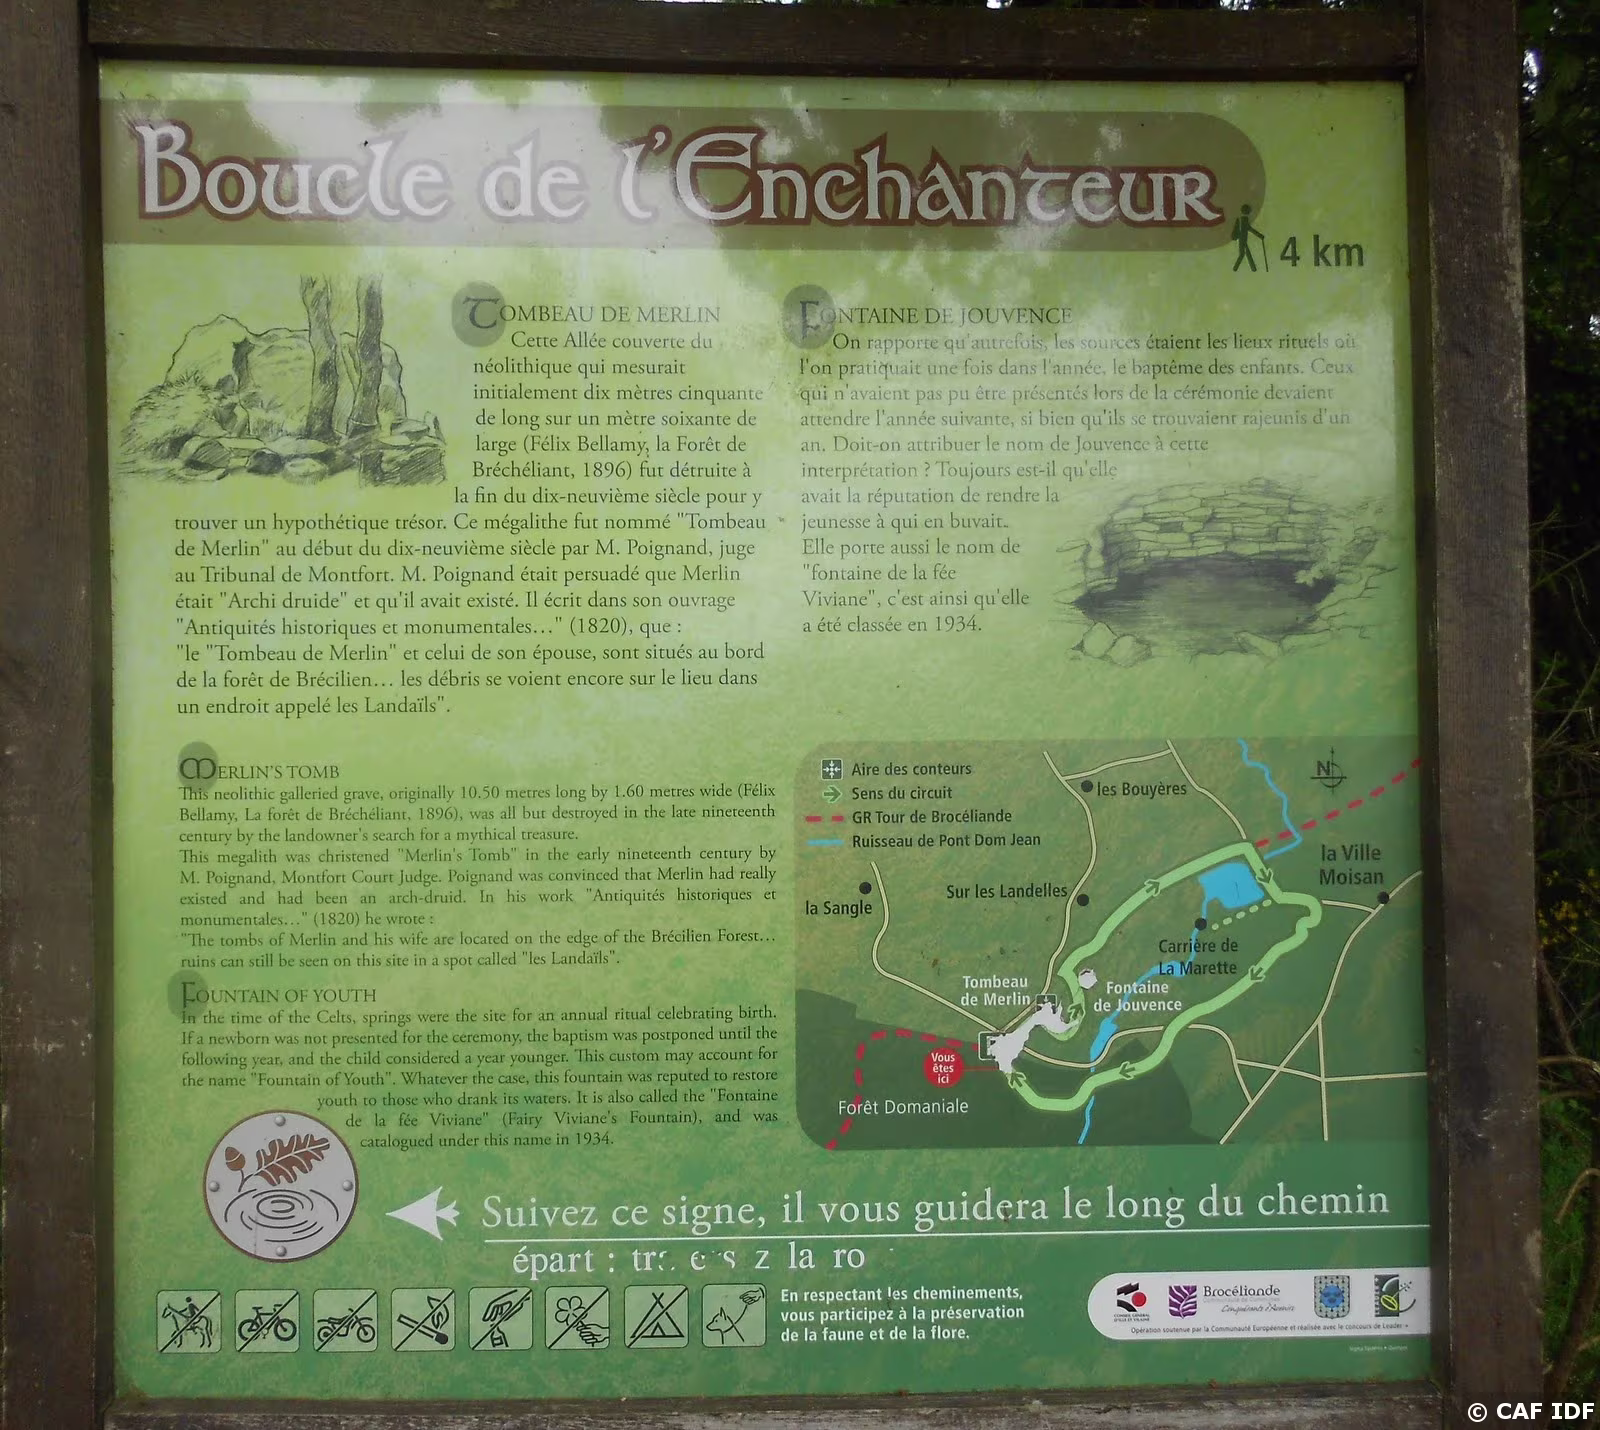 Boucle de l'Enchanteur
4 km
TOMBEAU DE MERLIN
Cette Allée couverte du
néolithique qui mesurait
initialement dix mètres cinquante
de long sur un mètre soixante de
large (Félix Bellamy, la Forêt de
Bréchéliant, 1896) fut détruite à
la fin du dix-neuvième siècle pour y
trouver un hypothétique trésor. Ce mégalithe fut nommé "Tombeau
de Merlin" au début du dix-neuvième siècle par M. Poignand, juge
au Tribunal de Montfort. M. Poignand était persuadé que Merlin
était "Archi druide" et qu'il avait existé. Il écrit dans son ouvrage
"Antiquités historiques et monumentales…" (1820), que :
"le "Tombeau de Merlin" et celui de son épouse, sont situés au bord
de la forêt de Brécilien… les débris se voient encore sur le lieu dans
un endroit appelé les Landaïls".
FONTAINE DE JOUVENCE
On rapporte qu'autrefois, les sources étaient les lieux rituels où
l'on pratiquait une fois dans l'année, le baptême des enfants. Ceux
qui n'avaient pas pu être présentés lors de la cérémonie devaient
attendre l'année suivante, si bien qu'ils se trouvaient rajeunis d'un
an. Doit-on attribuer le nom de Jouvence à cette
interprétation ? Toujours est-il qu'elle
avait la réputation de rendre la
jeunesse à qui en buvait.
Elle porte aussi le nom de
"fontaine de la fée
Viviane", c'est ainsi qu'elle
a été classée en 1934.
MERLIN'S TOMB
This neolithic galleried grave, originally 10.50 metres long by 1.60 metres wide (Félix
Bellamy, La forêt de Bréchéliant, 1896), was all but destroyed in the late nineteenth
century by the landowner's search for a mythical treasure.
This megalith was christened "Merlin's Tomb" in the early nineteenth century by
M. Poignand, Montfort Court Judge. Poignand was convinced that Merlin had really
existed and had been an arch-druid. In his work "Antiquités historiques et
monumentales…" (1820) he wrote :
"The tombs of Merlin and his wife are located on the edge of the Brécilien Forest…
ruins can still be seen on this site in a spot called "les Landaïls".
FOUNTAIN OF YOUTH
In the time of the Celts, springs were the site for an annual ritual celebrating birth.
If a newborn was not presented for the ceremony, the baptism was postponed until the
following year, and the child considered a year younger. This custom may account for
the name "Fountain of Youth". Whatever the case, this fountain was reputed to restore
youth to those who drank its waters. It is also called the "Fontaine
de la fée Viviane" (Fairy Viviane's Fountain), and was
catalogued under this name in 1934.
Aire des conteurs
Sens du circuit
GR Tour de Brocéliande
Ruisseau de Pont Dom Jean
N
les Bouyères
la Ville
Moisan
Sur les Landelles
la Sangle
Carrière de
La Marette
Tombeau
de Merlin
Fontaine
de Jouvence
Vous
êtes
ici
Forêt Domaniale
Suivez ce signe, il vous guidera le long du chemin
épart : la ro
En respectant les cheminements,
vous participez à la préservation
de la faune et de la flore.
CONSEIL GENERAL
D'ILLE ET VILAINE
Brocéliande
Opération soutenue par la Communauté Européenne et réalisée avec le concours de Leader+
© CAF IDF